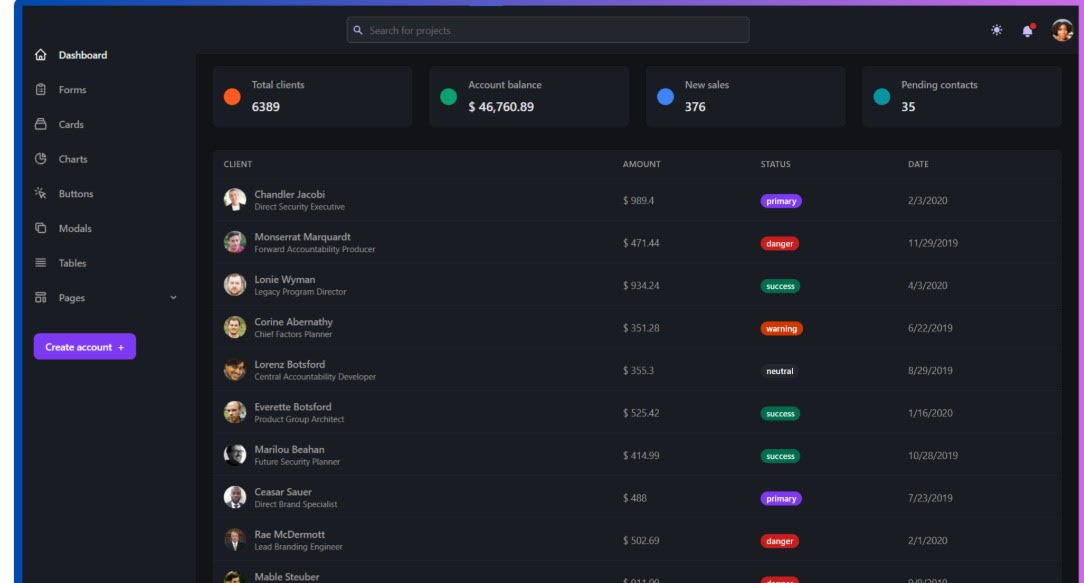 Search for projects
Dashboard
Forms
Cards
Charts
Buttons
Modals
Tables
Pages
Create account +
Total clients
6389
Account balance
$ 46,760.89
New sales
376
Pending contacts
35
CLIENT AMOUNT STATUS DATE
Chandler Jacobi
Direct Security Executive
$ 989.4 primary 2/3/2020
Monserrat Marquardt
Forward Accountability Producer
$ 471.44 danger 11/29/2019
Lonie Wyman
Legacy Program Director
$ 934.24 success 4/3/2020
Corine Abernathy
Chief Factors Planner
$ 351.28 warning 6/22/2019
Lorenz Botsford
Central Accountability Developer
$ 355.3 neutral 8/29/2019
Everette Botsford
Product Group Architect
$ 525.42 success 1/16/2020
Marilou Beahan
Future Security Planner
$ 414.99 success 10/28/2019
Ceasar Sauer
Direct Brand Specialist
$ 488 primary 7/23/2019
Rae McDermott
Lead Branding Engineer
$ 502.69 danger 2/1/2020
Mable Steuber
danger